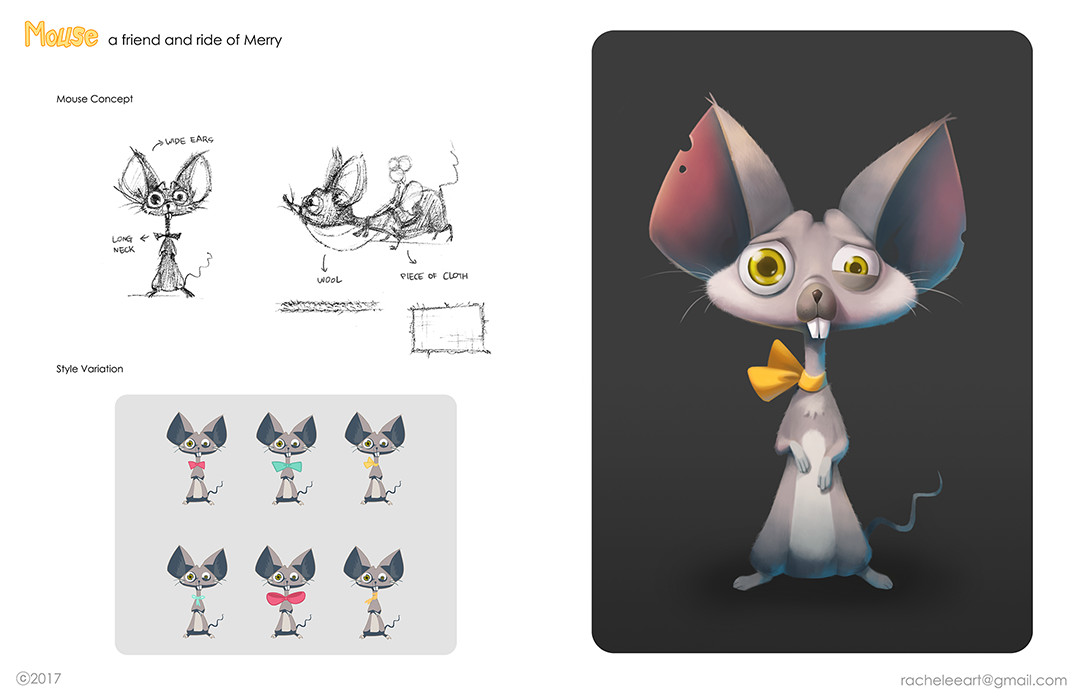 Mouse a friend and ride of Merry
Mouse Concept
WIDE EARS
LONG
NECK
WOOL
PIECE OF CLOTH
Style Variation
©2017
racheleeart@gmail.com